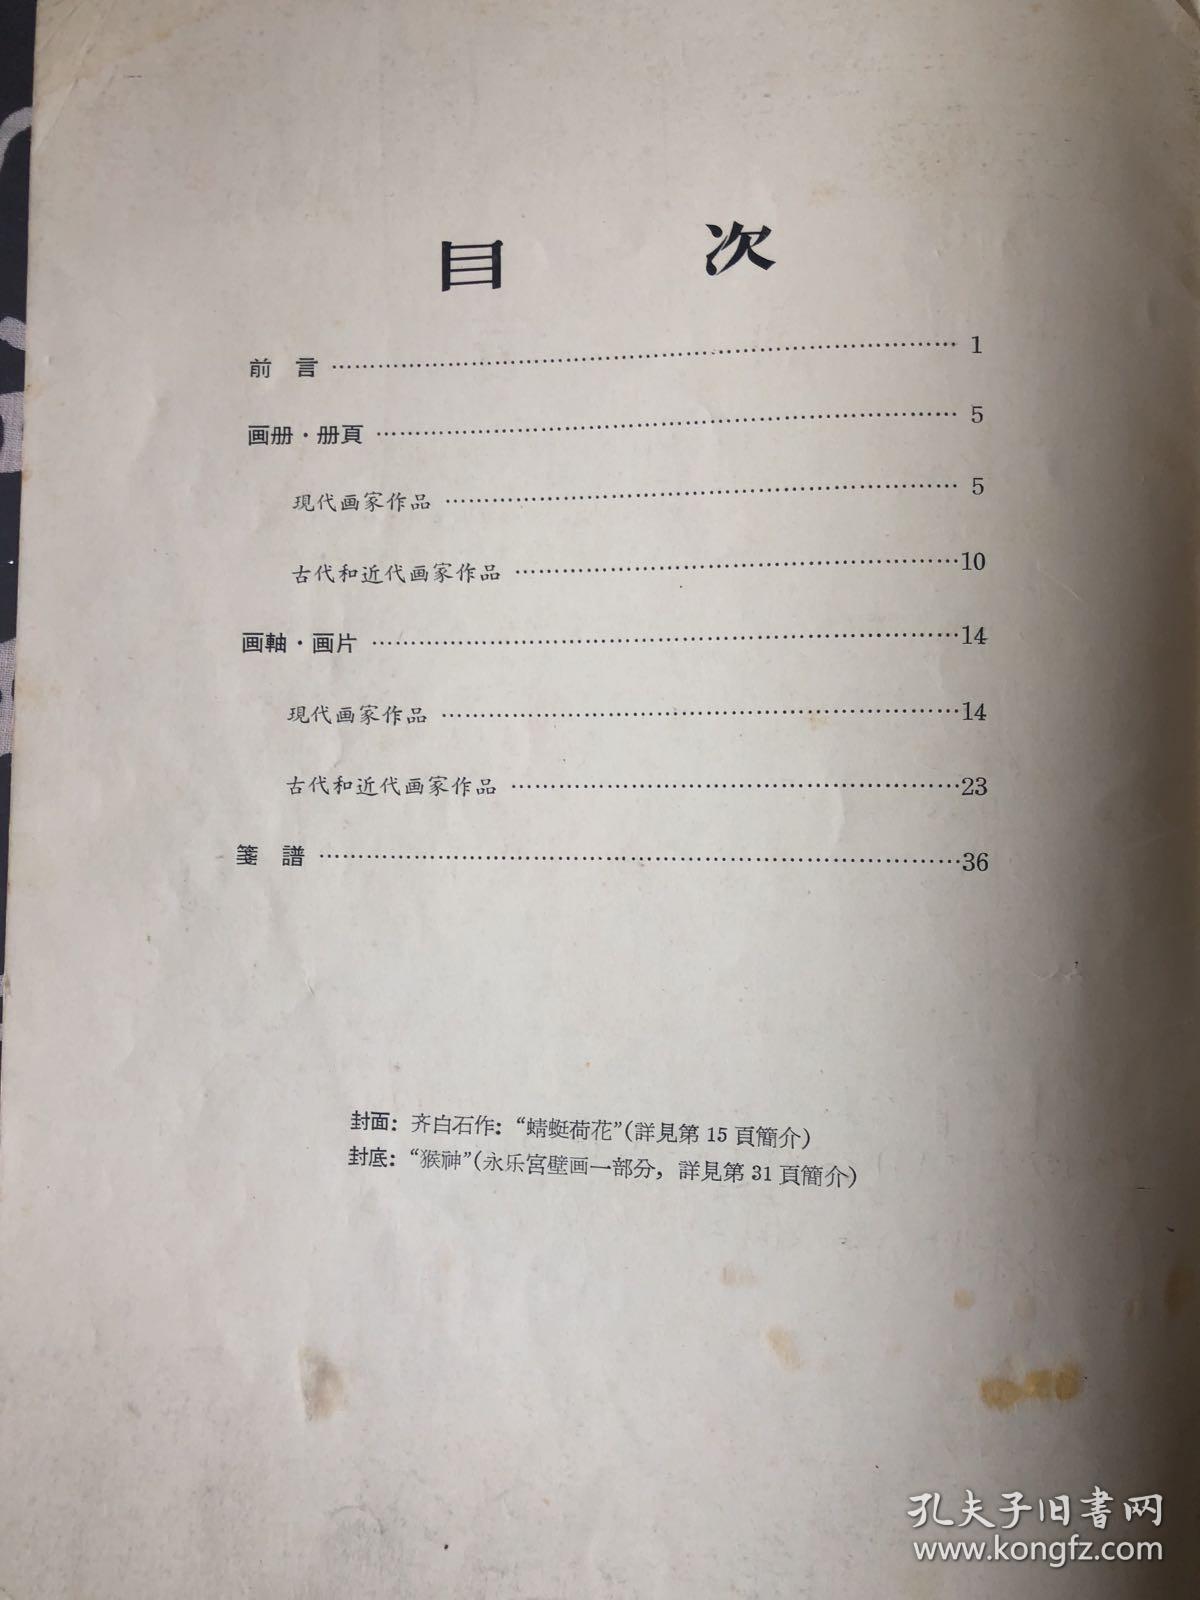 目 次
前 言 …… 1
画册·册頁 …… 5
現代画家作品 …… 5
古代和近代画家作品 …… 10
画軸·画片 …… 14
現代画家作品 …… 14
古代和近代画家作品 …… 23
箋 譜 …… 36
封面：齐白石作：“蜻蜓荷花”(詳見第 15 頁簡介)
封底：“猴神”(永乐宮壁画一部分，詳見第 31 頁簡介)
孔夫子旧书网
www.kongfz.com